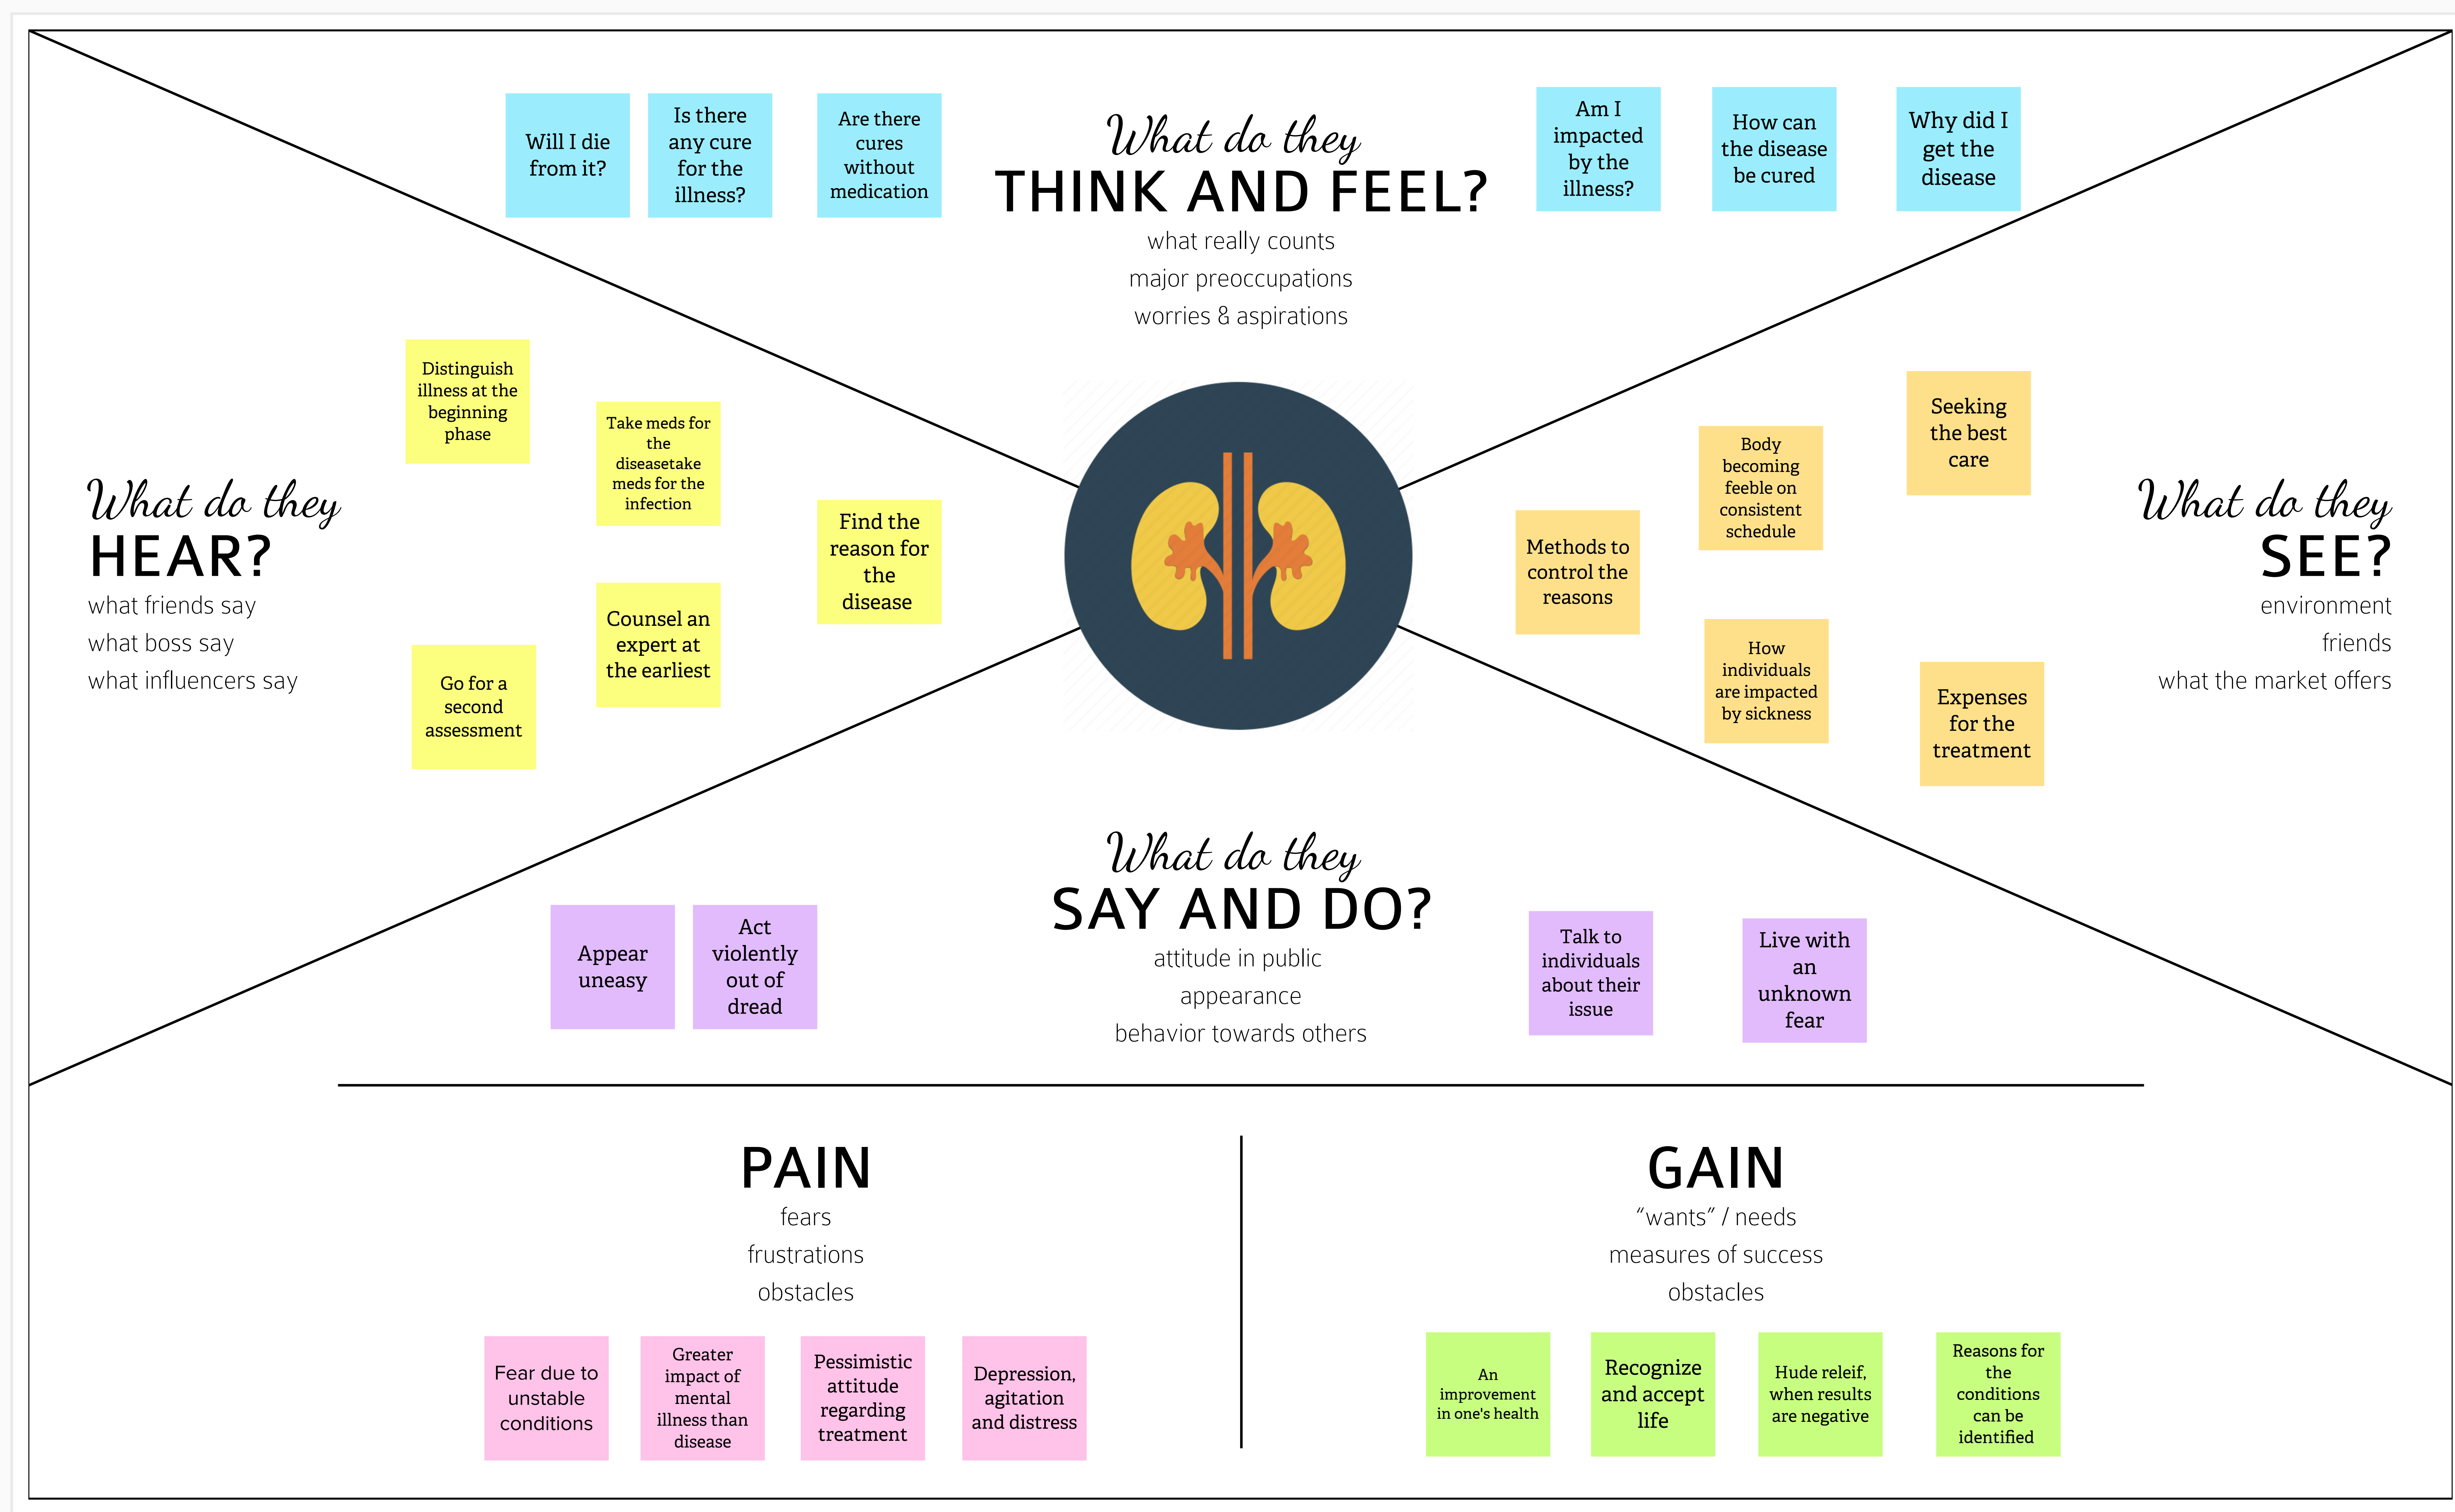 Will I die
from it?
Is there
any cure
for the
illness?
Are there
cures
without
medication
What do they
THINK AND FEEL?
what really counts
major preoccupations
worries & aspirations
Am I
impacted
by the
illness?
How can
the disease
be cured
Why did I
get the
disease
What do they
HEAR?
what friends say
what boss say
what influencers say
Distinguish
illness at the
beginning
phase
Take meds for
the
diseasetake
meds for the
infection
Find the
reason for
the
disease
Counsel an
expert at
the earliest
Go for a
second
assessment
Methods to
control the
reasons
Body
becoming
feeble on
consistent
schedule
Seeking
the best
care
How
individuals
are impacted
by sickness
Expenses
for the
treatment
What do they
SEE?
environment
friends
what the market offers
What do they
SAY AND DO?
attitude in public
appearance
behavior towards others
Appear
uneasy
Act
violently
out of
dread
Talk to
individuals
about their
issue
Live with
an
unknown
fear
PAIN
fears
frustrations
obstacles
Fear due to
unstable
conditions
Greater
impact of
mental
illness than
disease
Pessimistic
attitude
regarding
treatment
Depression,
agitation
and distress
GAIN
“wants” / needs
measures of success
obstacles
An
improvement
in one's health
Recognize
and accept
life
Hude releif,
when results
are negative
Reasons for
the
conditions
can be
identified